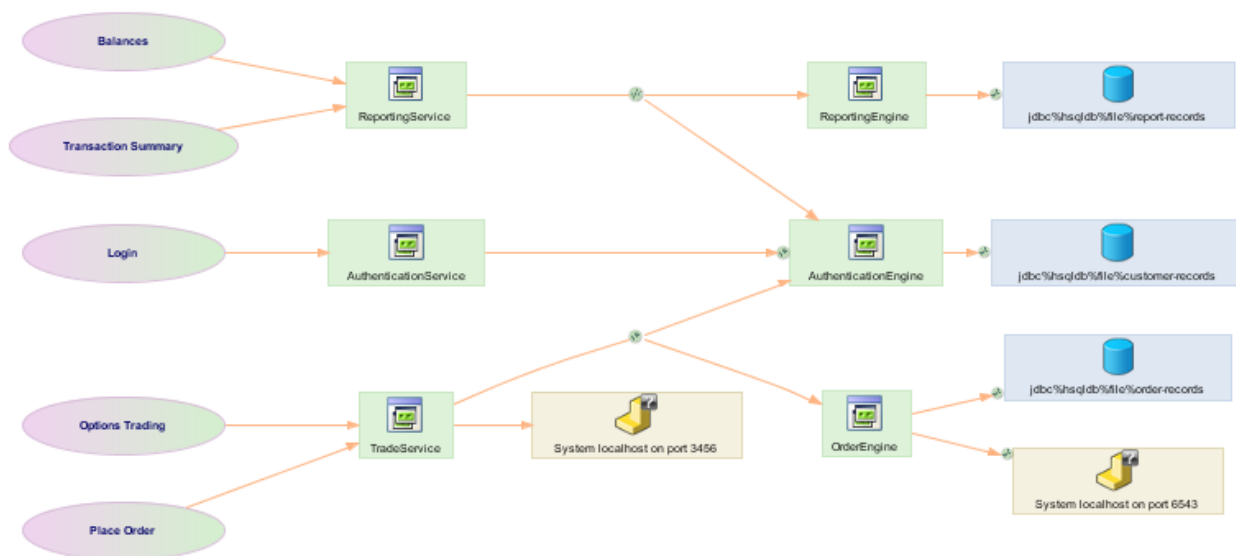 Balances
ReportingService
ReportingEngine
jdbc%hsqldb%file%report-records
Transaction Summary
Login
AuthenticationService
AuthenticationEngine
jdbc%hsqldb%file%customer-records
jdbc%hsqldb%file%order-records
Options Trading
TradeService
System localhost on port 3456
OrderEngine
System localhost on port 6543
Place Order